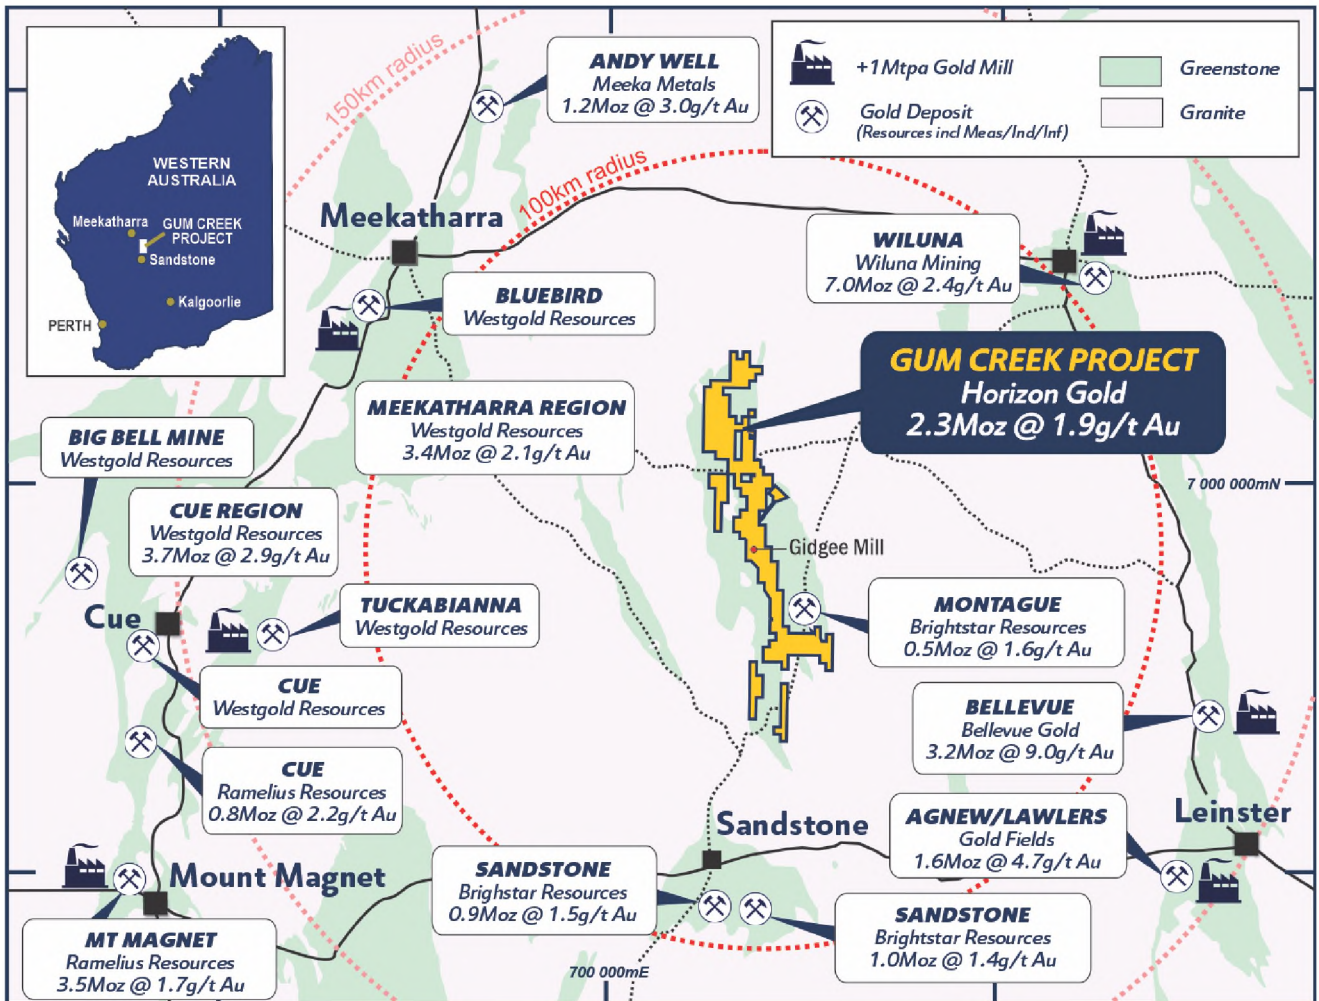 150km radius
100km radius
ANDY WELL
Meeka Metals
1.2Moz @ 3.0g/t Au
+1Mtpa Gold Mill
Gold Deposit
(Resources incl Meas/Ind/Inf)
Greenstone
Granite
WESTERN
AUSTRALIA
Meekatharra
GUM CREEK
PROJECT
Sandstone
Kalgoorlie
PERTH
Meekatharra
WILUNA
Wiluna Mining
7.0Moz @ 2.4g/t Au
BLUEBIRD
Westgold Resources
GUM CREEK PROJECT
Horizon Gold
2.3Moz @ 1.9g/t Au
MEEKATHARRA REGION
Westgold Resources
3.4Moz @ 2.1g/t Au
BIG BELL MINE
Westgold Resources
7 000 000mN
CUE REGION
Westgold Resources
3.7Moz @ 2.9g/t Au
Gidgee Mill
Cue
TUCKABIANNA
Westgold Resources
MONTAGUE
Brightstar Resources
0.5Moz @ 1.6g/t Au
CUE
Westgold Resources
BELLEVUE
Bellevue Gold
3.2Moz @ 9.0g/t Au
CUE
Ramelius Resources
0.8Moz @ 2.2g/t Au
Sandstone
AGNEW/LAWLERS
Gold Fields
1.6Moz @ 4.7g/t Au
Leinster
Mount Magnet
SANDSTONE
Brighstar Resources
0.9Moz @ 1.5g/t Au
SANDSTONE
Brightstar Resources
1.0Moz @ 1.4g/t Au
MT MAGNET
Ramelius Resources
3.5Moz @ 1.7g/t Au
700 000mE